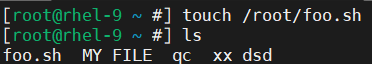 [root@rhel-9 ~ #] touch /root/foo.sh
[root@rhel-9 ~ #] ls
foo.sh  MY FILE  qc  xx dsd